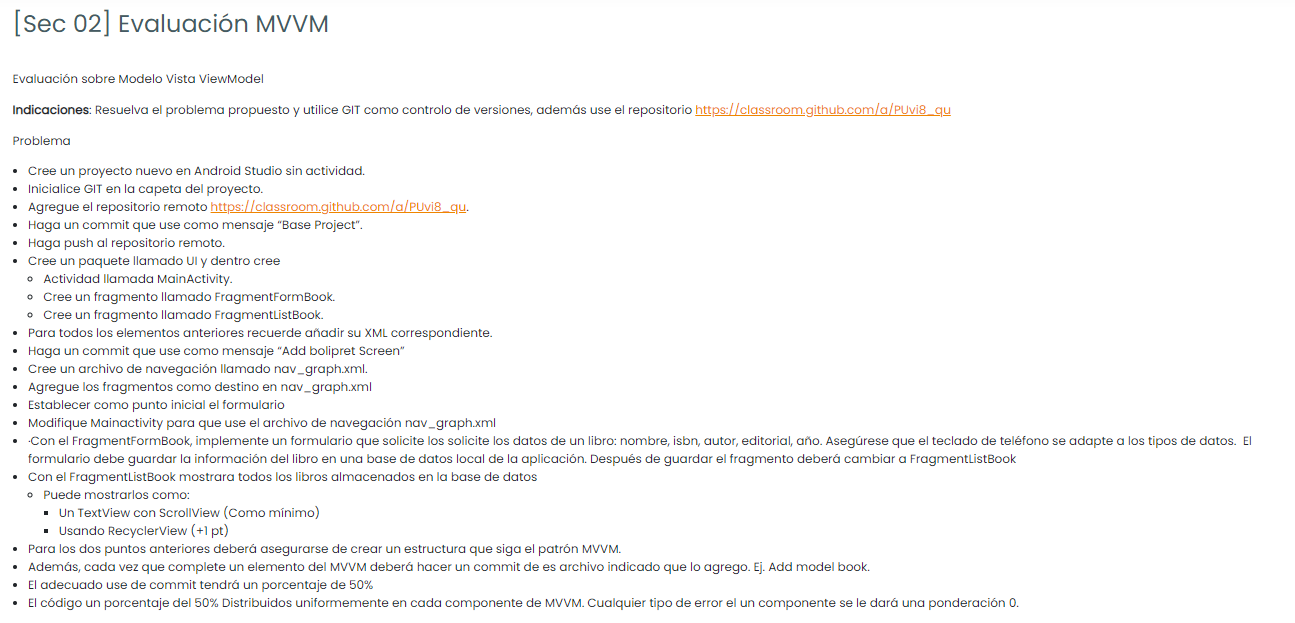 [Sec 02] Evaluación MVVM
Evaluación sobre Modelo Vista ViewModel
Indicaciones: Resuelva el problema propuesto y utilice GIT como controlo de versiones, además use el repositorio https://classroom.github.com/a/PUvi8_qu
Problema
• Cree un proyecto nuevo en Android Studio sin actividad.
• Inicialice GIT en la capeta del proyecto.
• Agregue el repositorio remoto https://classroom.github.com/a/PUvi8_qu.
• Haga un commit que use como mensaje “Base Project”.
• Haga push al repositorio remoto.
• Cree un paquete llamado UI y dentro cree
◦ Actividad llamada MainActivity.
◦ Cree un fragmento llamado FragmentFormBook.
◦ Cree un fragmento llamado FragmentListBook.
• Para todos los elementos anteriores recuerde añadir su XML correspondiente.
• Haga un commit que use como mensaje “Add bolipret Screen”
• Cree un archivo de navegación llamado nav_graph.xml.
• Agregue los fragmentos como destino en nav_graph.xml
• Establecer como punto inicial el formulario
• Modifique Mainactivity para que use el archivo de navegación nav_graph.xml
• ·Con el FragmentFormBook, implemente un formulario que solicite los solicite los datos de un libro: nombre, isbn, autor, editorial, año. Asegúrese que el teclado de teléfono se adapte a los tipos de datos. El
formulario debe guardar la información del libro en una base de datos local de la aplicación. Después de guardar el fragmento deberá cambiar a FragmentListBook
• Con el FragmentListBook mostrara todos los libros almacenados en la base de datos
◦ Puede mostrarlos como:
▪ Un TextView con ScrollView (Como mínimo)
▪ Usando RecyclerView (+1 pt)
• Para los dos puntos anteriores deberá asegurarse de crear un estructura que siga el patrón MVVM.
• Además, cada vez que complete un elemento del MVVM deberá hacer un commit de es archivo indicado que lo agrego. Ej. Add model book.
• El adecuado use de commit tendrá un porcentaje de 50%
• El código un porcentaje del 50% Distribuidos uniformemente en cada componente de MVVM. Cualquier tipo de error el un componente se le dará una ponderación 0.